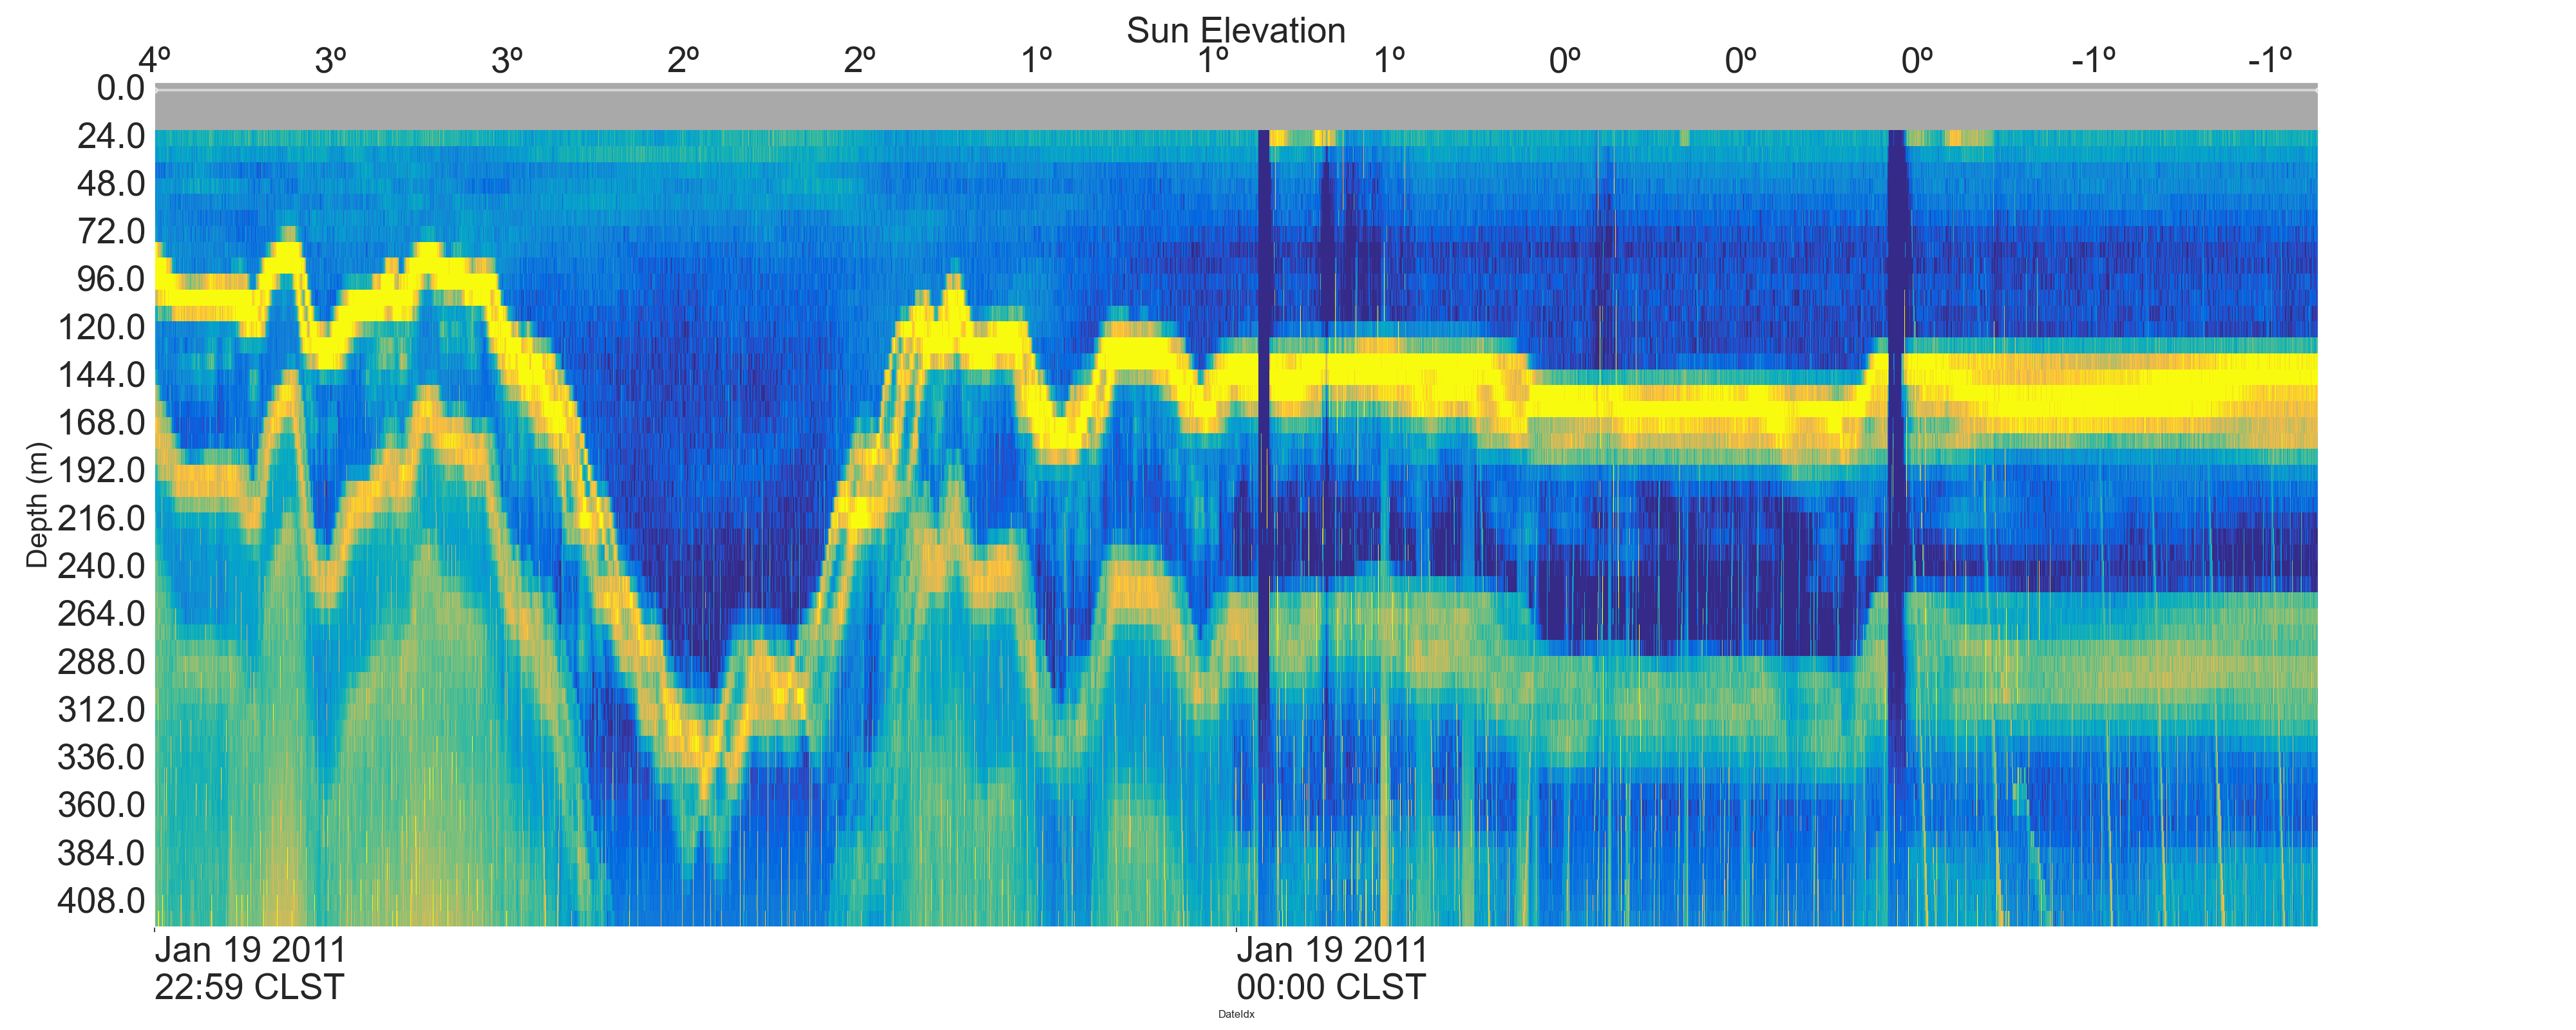 Sun Elevation
4º 3º 3º 2º 2º 1º 1º 1º 0º 0º 0º -1º -1º
0.0
24.0
48.0
72.0
96.0
120.0
144.0
168.0
192.0
216.0
240.0
264.0
288.0
312.0
336.0
360.0
384.0
408.0
Depth (m)
Jan 19 2011
22:59 CLST
Jan 19 2011
00:00 CLST
DateIdx